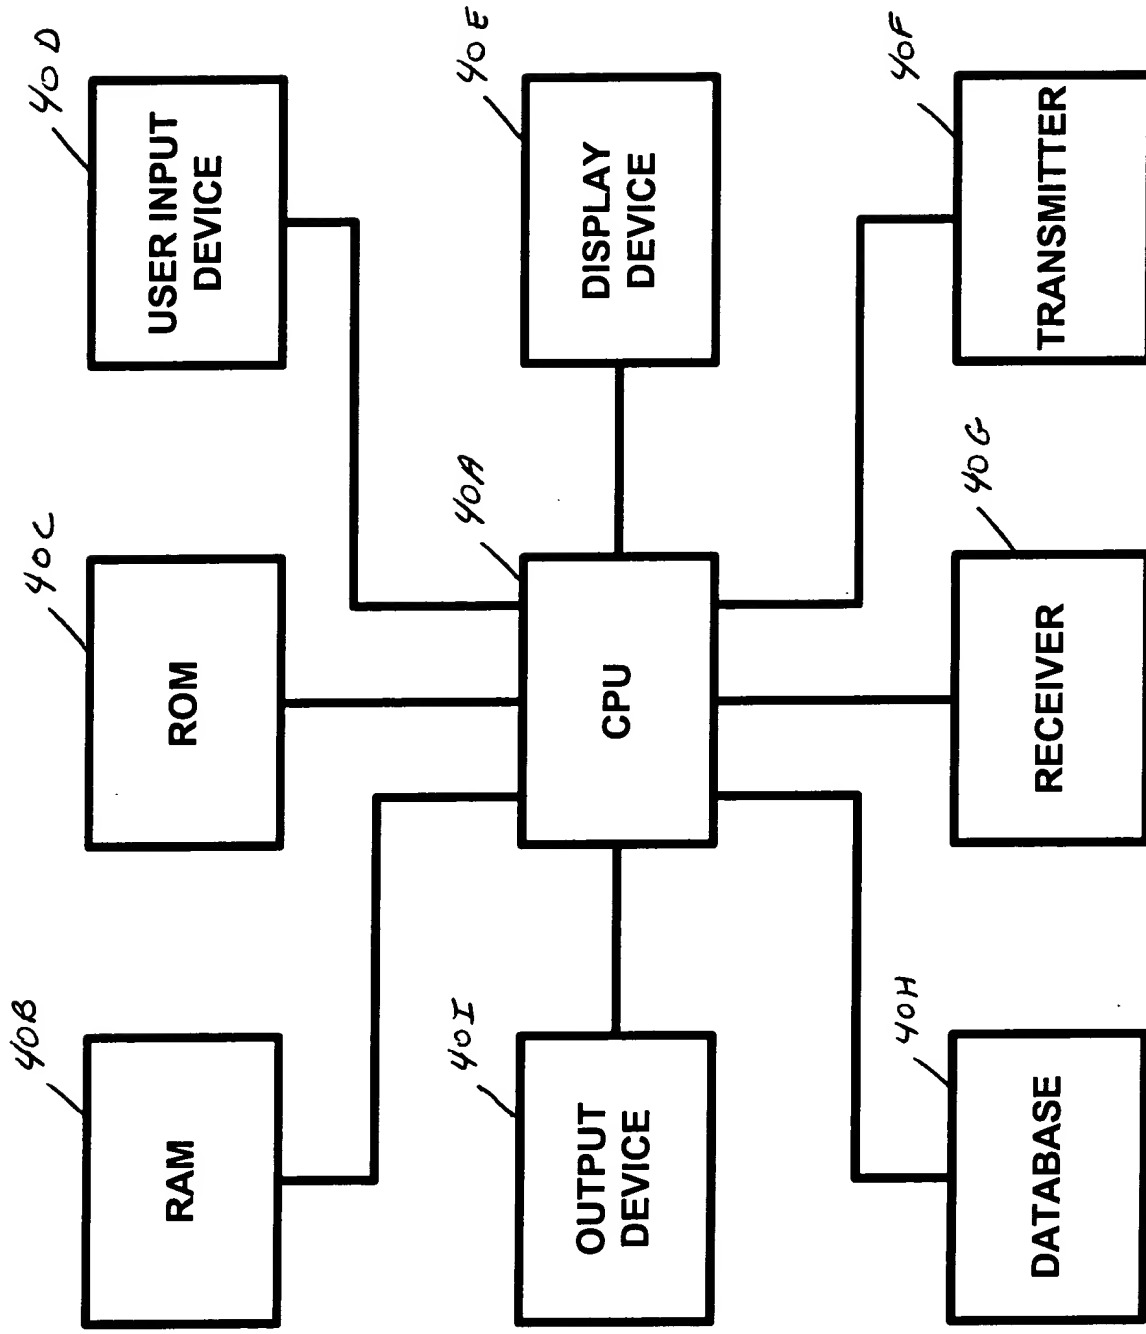 40B
RAM
40C
ROM
40D
USER INPUT
DEVICE
40I
OUTPUT
DEVICE
40A
CPU
40E
DISPLAY
DEVICE
40H
DATABASE
40G
RECEIVER
40F
TRANSMITTER